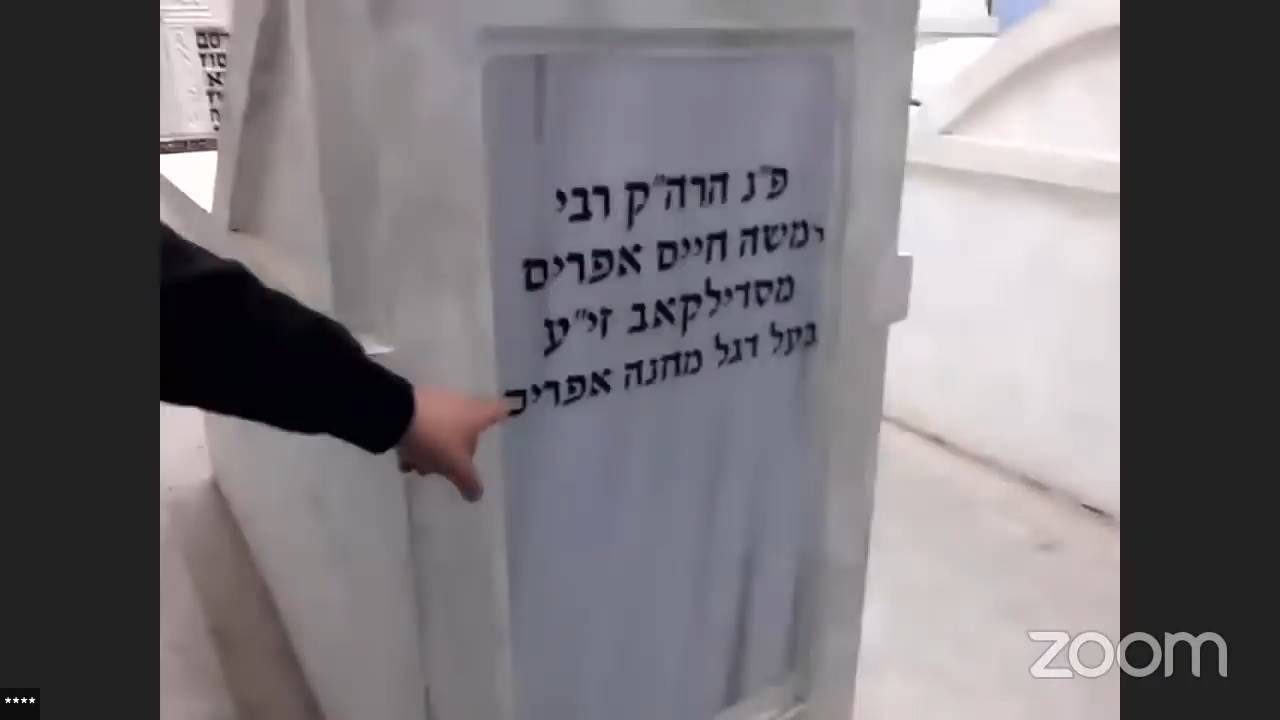 פ"נ הרה"ק רבי
משה חיים אפרים
מסדילקאב זי"ע
בעל דגל מחנה אפרים
zoom
****